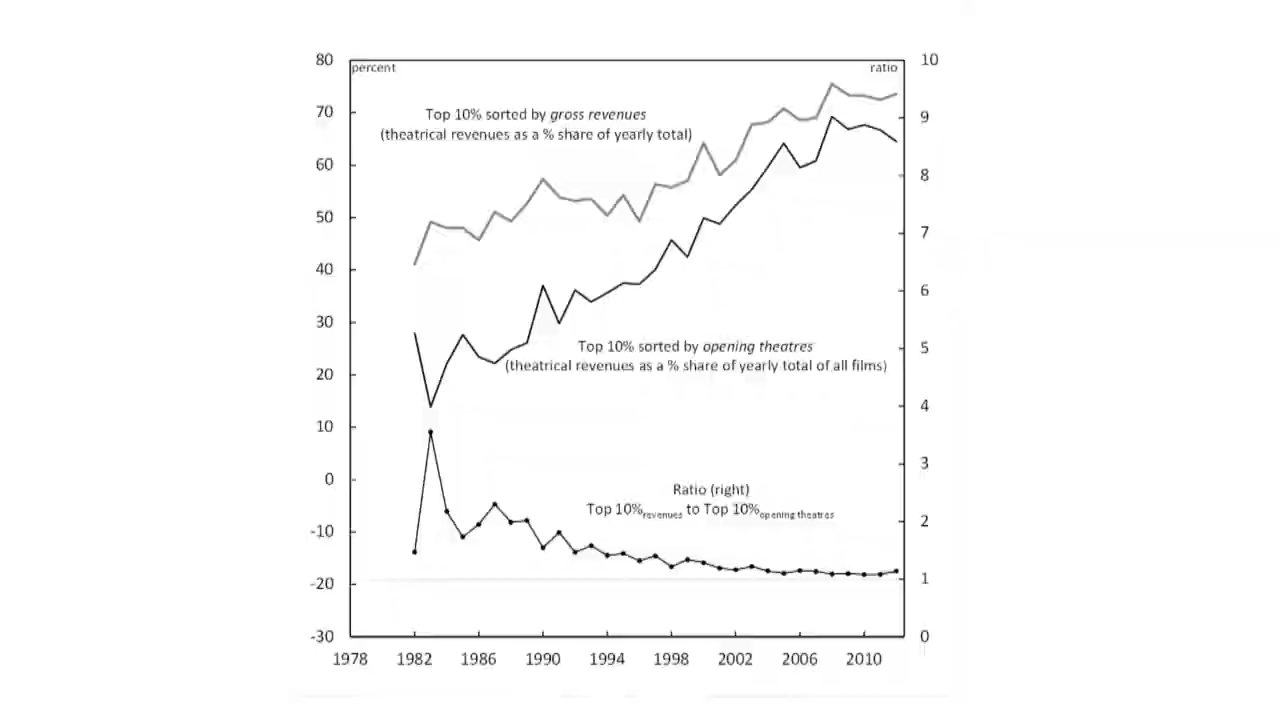 80
percent
ratio
10
Top 10% sorted by gross revenues
(theatrical revenues as a % share of yearly total)
70
9
60
8
50
7
40
6
30
Top 10% sorted by opening theatres
5
(theatrical revenues as a % share of yearly total of all films)
20
4
10
3
0
Ratio (right)
Top 10%revenues to Top 10%opening theatres
2
-10
1
-20
-30
0
1978 1982 1986 1990 1994 1998 2002 2006 2010